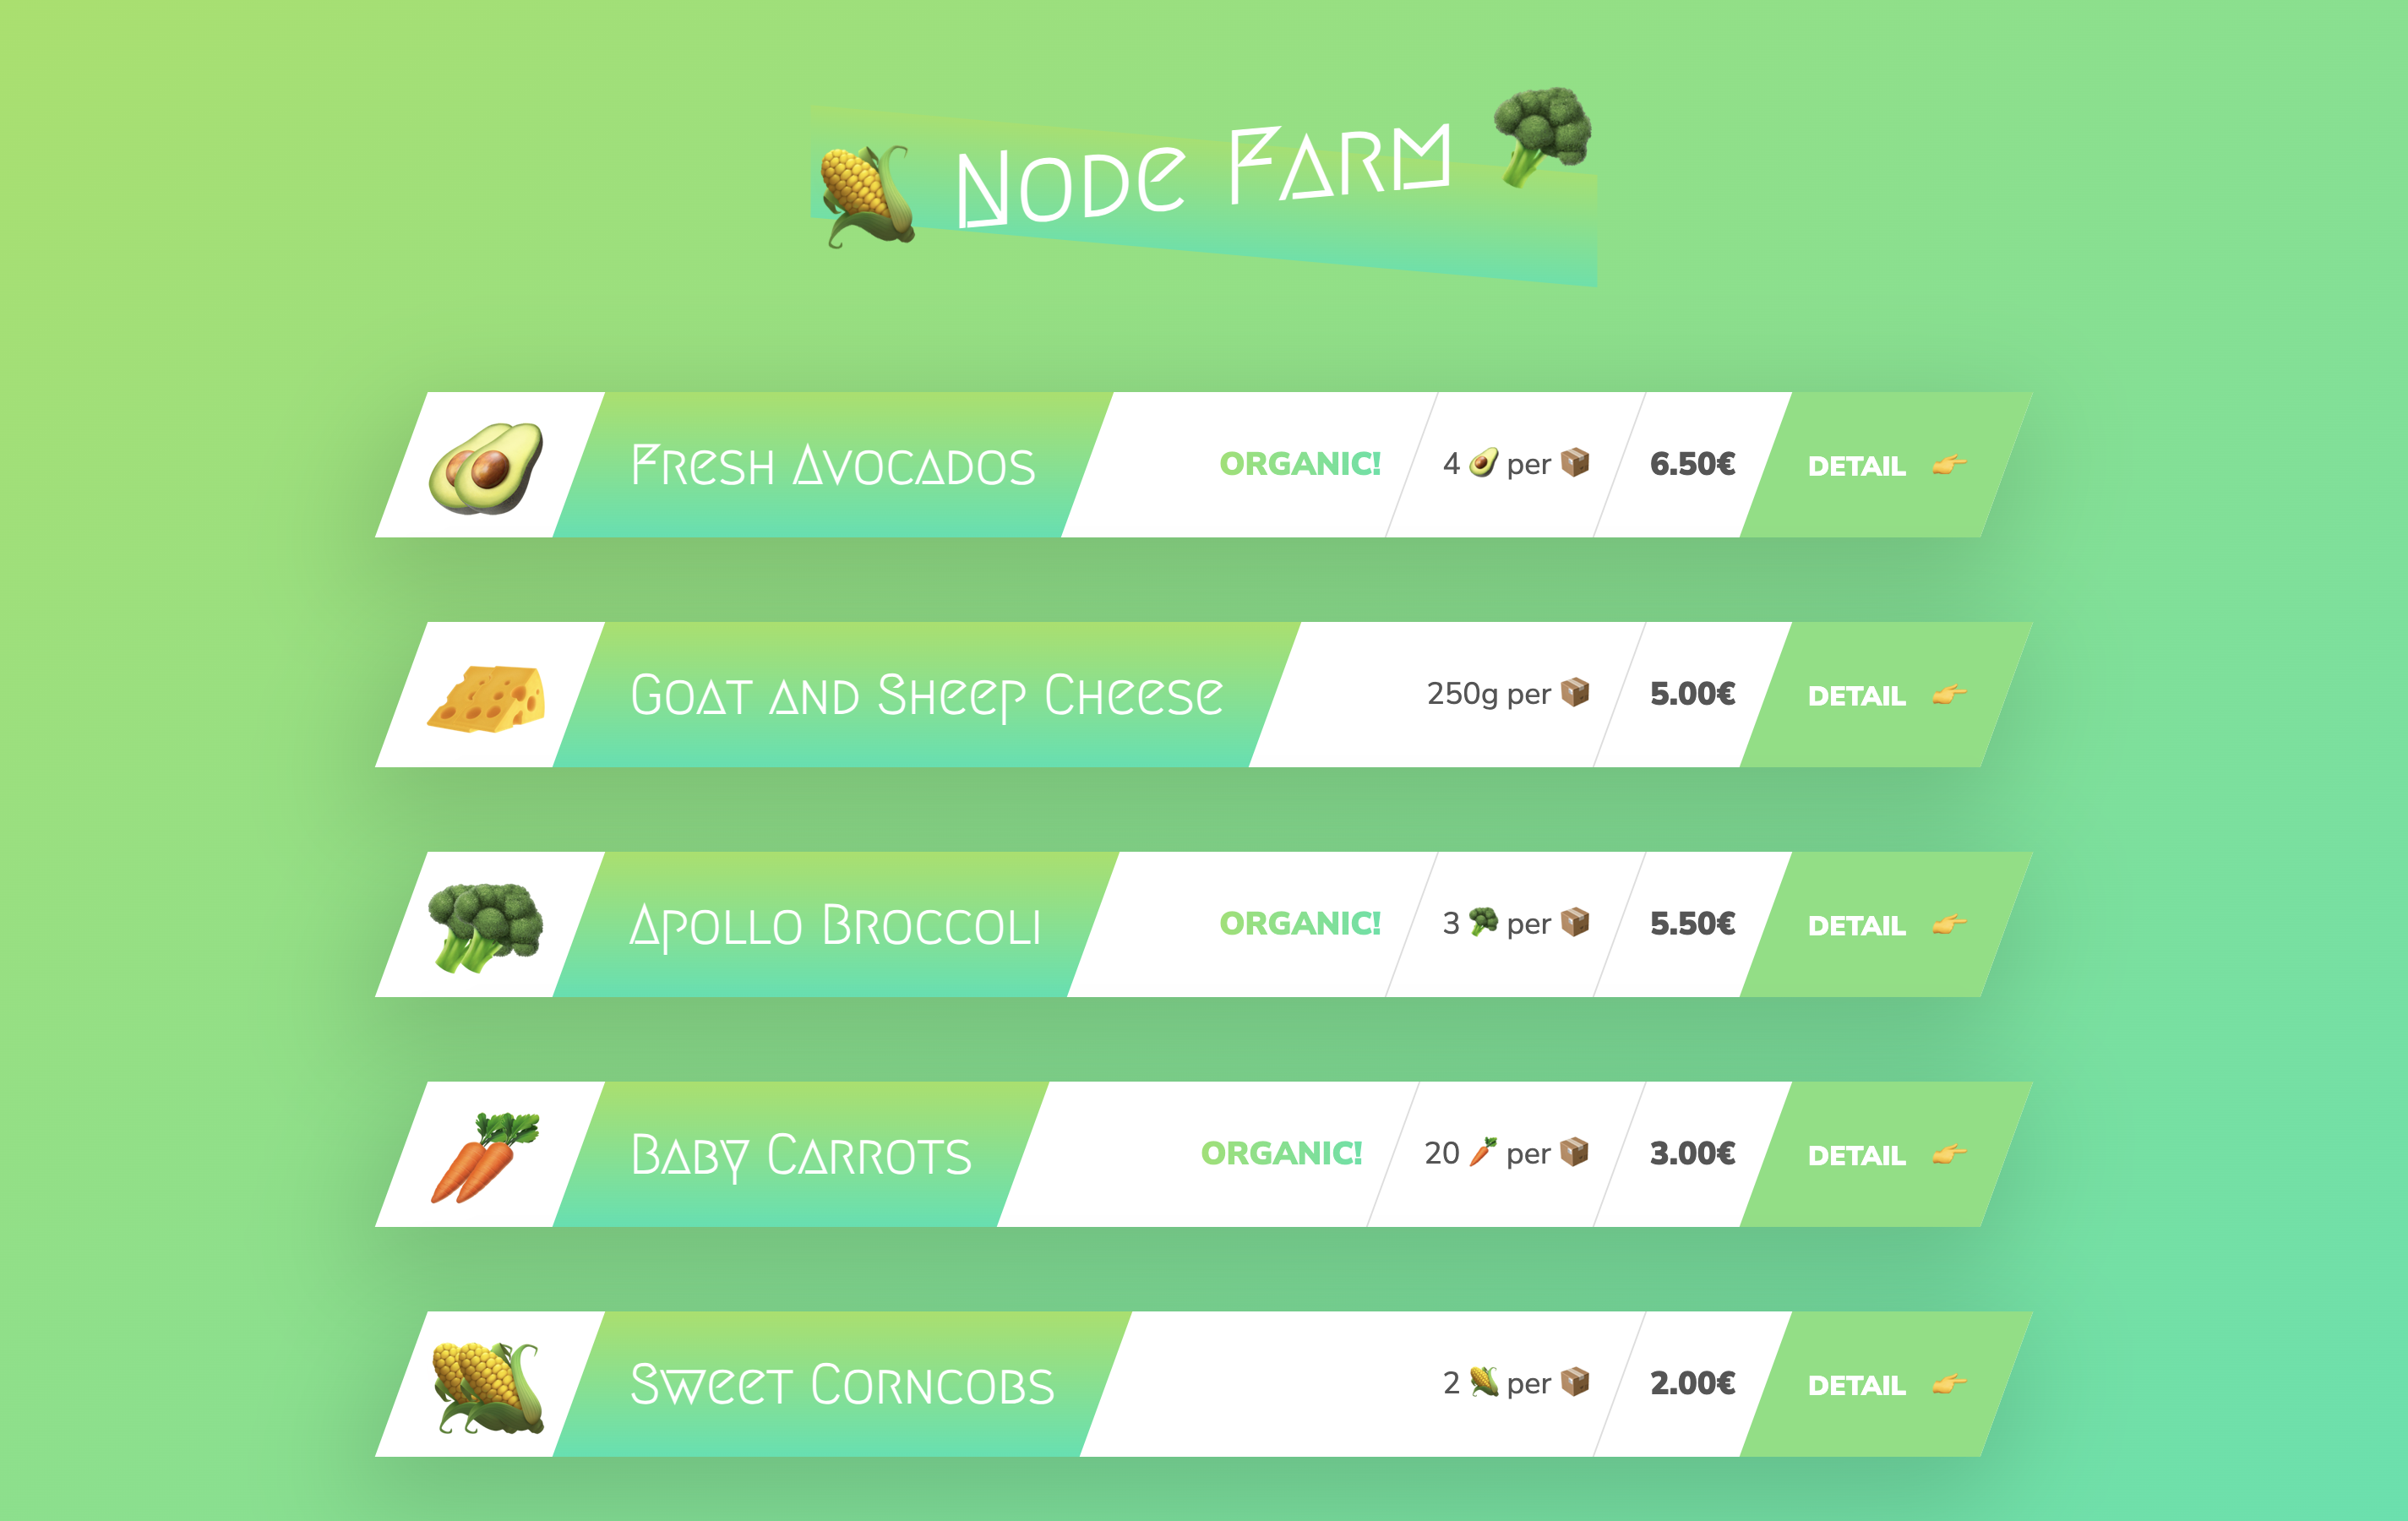 🌽 Node Farm 🥦
Fresh Avocados ORGANIC! 4 🥑 per 📦 6.50€ DETAIL 👉
Goat and Sheep Cheese 250g per 📦 5.00€ DETAIL 👉
Apollo Broccoli ORGANIC! 3 🥦 per 📦 5.50€ DETAIL 👉
Baby Carrots ORGANIC! 20 🥕 per 📦 3.00€ DETAIL 👉
Sweet Corncobs 2 🌽 per 📦 2.00€ DETAIL 👉